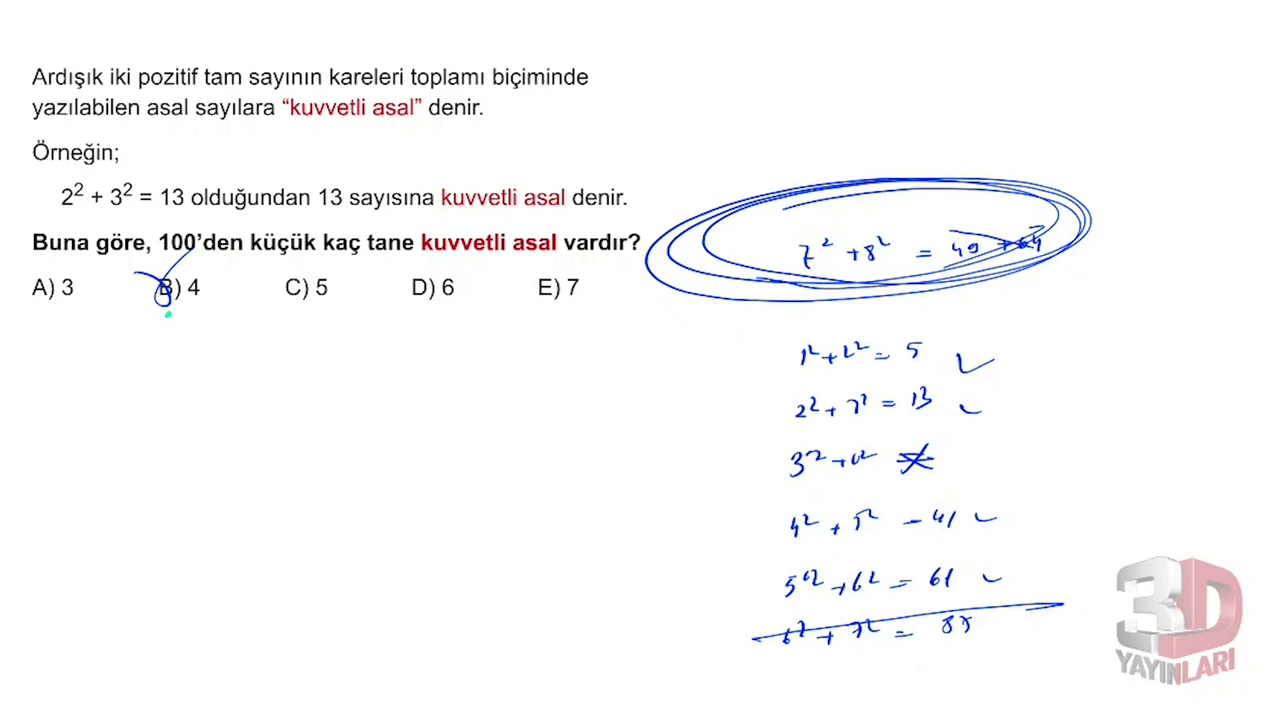 Ardışık iki pozitif tam sayının kareleri toplamı biçiminde
yazılabilen asal sayılara “kuvvetli asal” denir.
Örneğin;
2² + 3² = 13 olduğundan 13 sayısına kuvvetli asal denir.
Buna göre, 100’den küçük kaç tane kuvvetli asal vardır?
A) 3 B) 4 C) 5 D) 6 E) 7
7² + 8² = 49 + 64
1² + 2² = 5
2² + 3² = 13
3² + 4²
4² + 5² = 41
5² + 6² = 61
6² + 7² = 85
3D
YAYINLARI